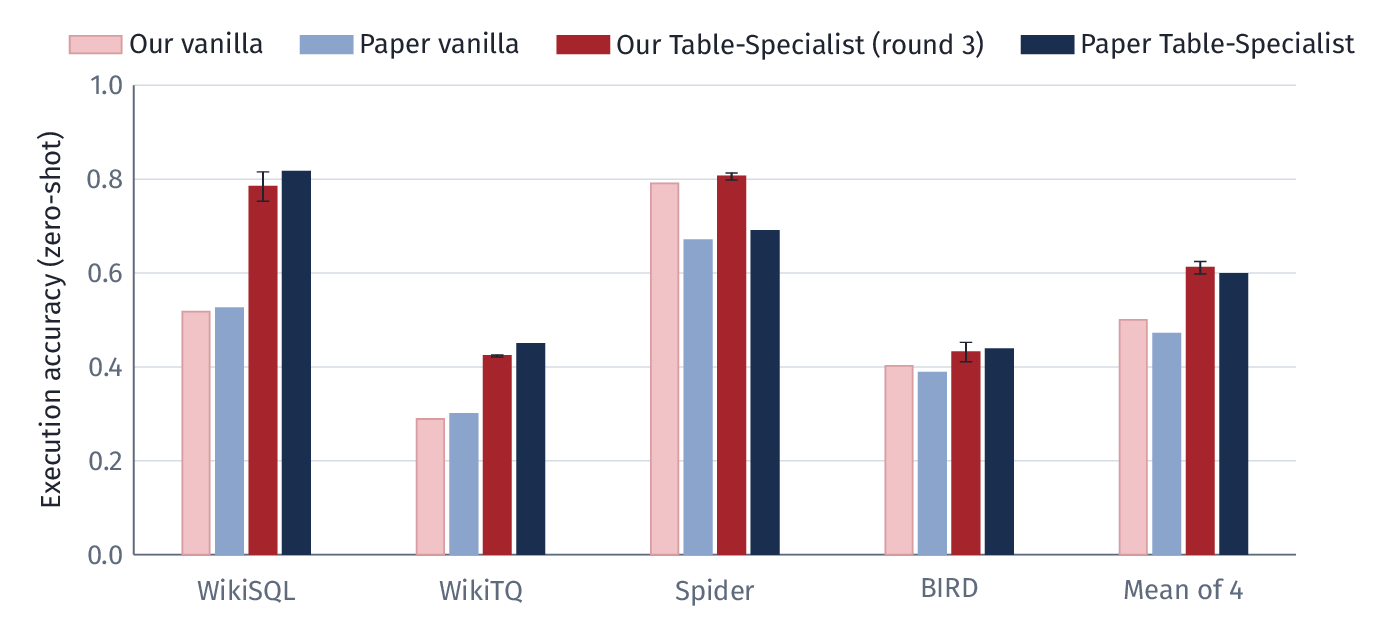 Our vanilla Paper vanilla Our Table-Specialist (round 3) Paper Table-Specialist
Execution accuracy (zero-shot)
1.0
0.8
0.6
0.4
0.2
0.0
WikiSQL WikiTQ Spider BIRD Mean of 4